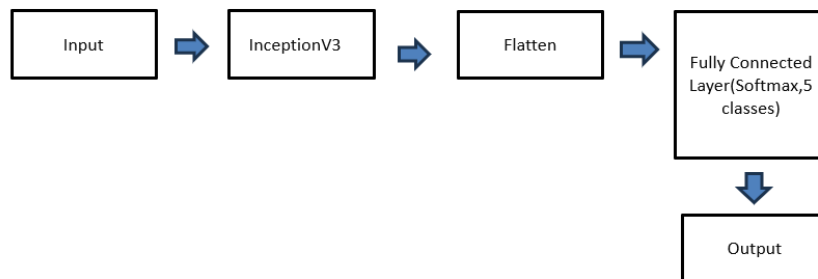 Input
InceptionV3
Flatten
Fully Connected
Layer(Softmax,5
classes)
Output